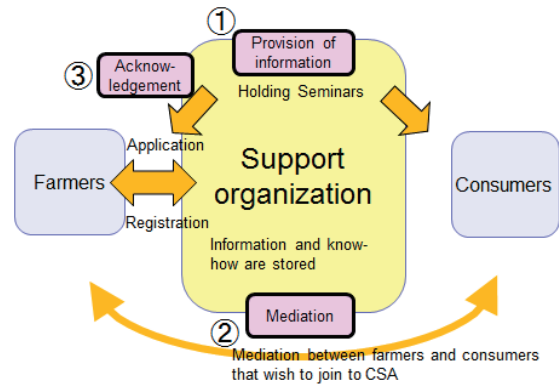 ①
Provision of
information
③
Acknow-
ledgement
Holding Seminars
Application
Farmers
Registration
Support
organization
Consumers
Information and know-
how are stored
Mediation
②
Mediation between farmers and consumers
that wish to join to CSA